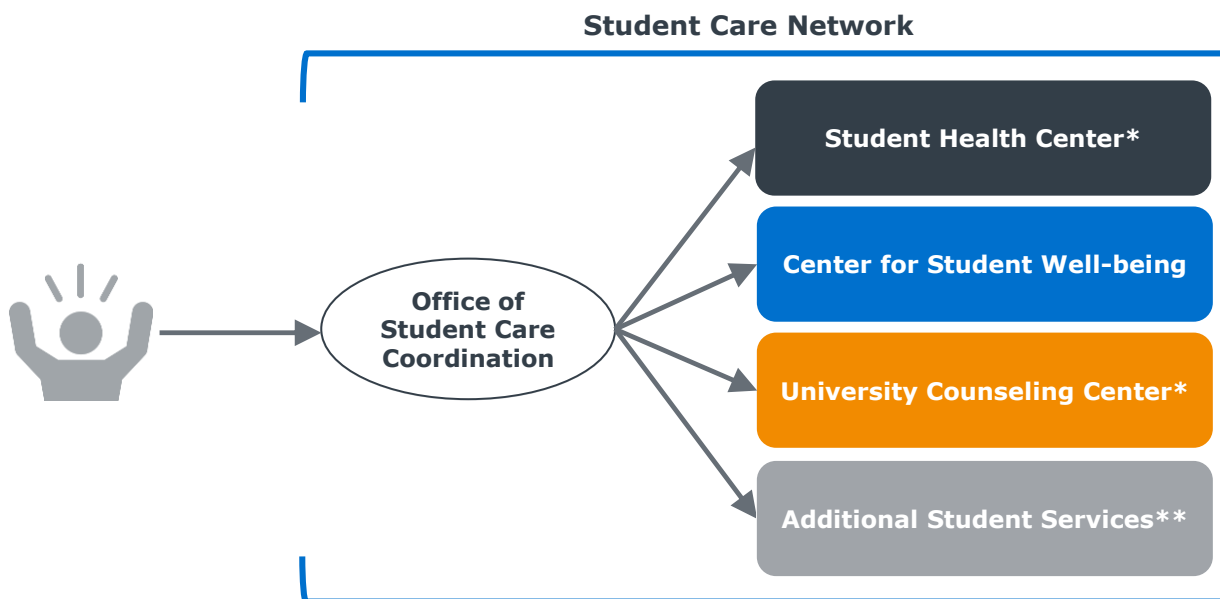 Student Care Network
Student Health Center*
Center for Student Well-being
Office of
Student Care
Coordination
University Counseling Center*
Additional Student Services**